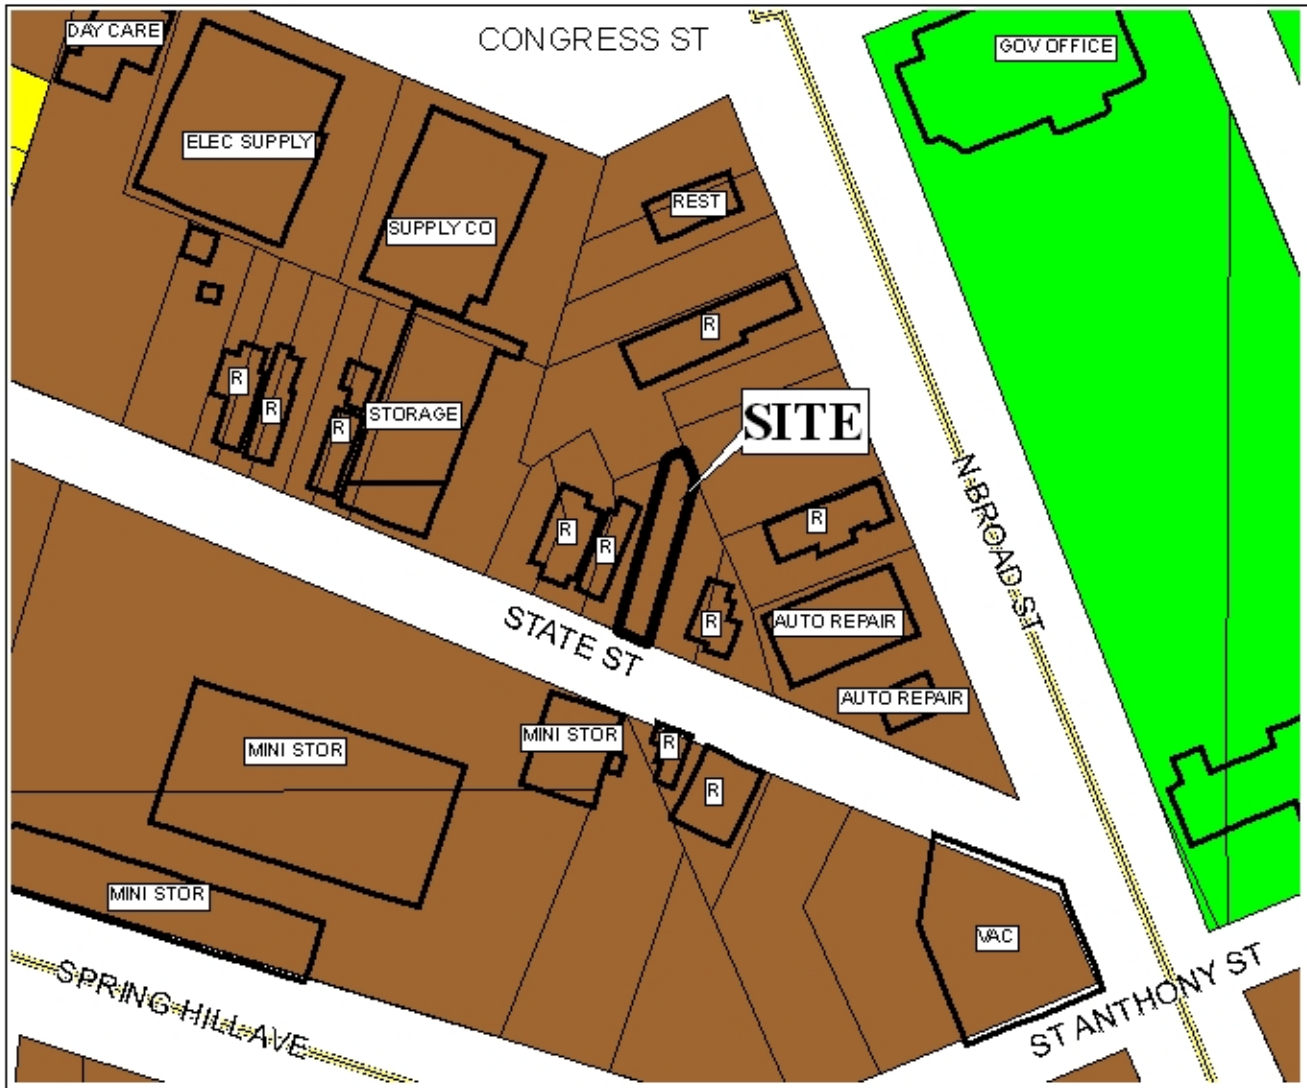 DAY CARE
CONGRESS ST
GOV OFFICE
ELEC SUPPLY
REST
SUPPLY CO
R
R
R
R
STORAGE
SITE
N BROAD ST
R
R
R
R
AUTO REPAIR
STATE ST
AUTO REPAIR
MINI STOR
R
MINI STOR
R
MINI STOR
VAC
SPRING HILL AVE
ST ANTHONY ST